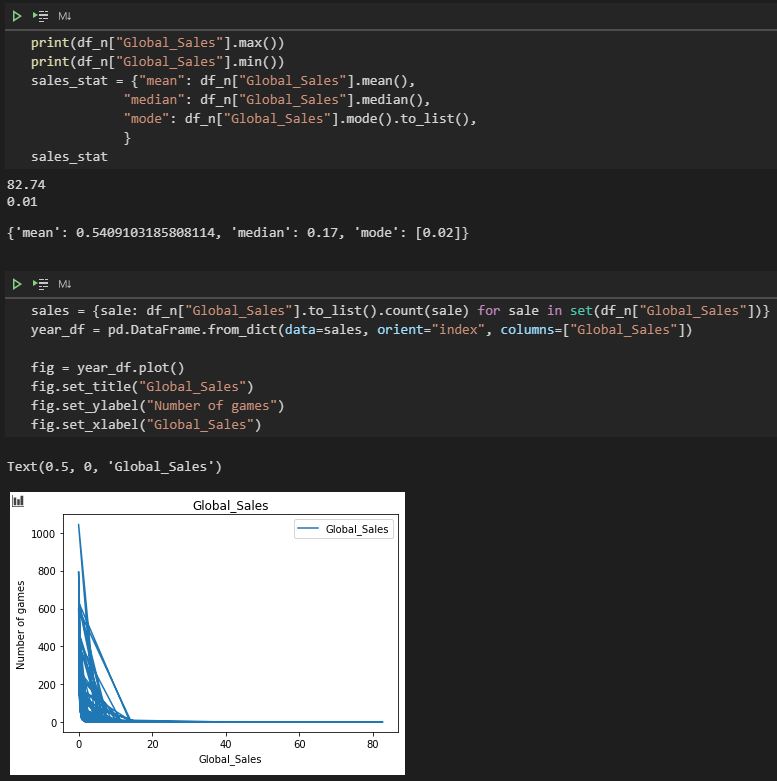 M↓
print(df_n["Global_Sales"].max())
print(df_n["Global_Sales"].min())
sales_stat = {"mean": df_n["Global_Sales"].mean(),
"median": df_n["Global_Sales"].median(),
"mode": df_n["Global_Sales"].mode().to_list(),
}
sales_stat
82.74
0.01
{'mean': 0.5409103185808114, 'median': 0.17, 'mode': [0.02]}
M↓
sales = {sale: df_n["Global_Sales"].to_list().count(sale) for sale in set(df_n["Global_Sales"])}
year_df = pd.DataFrame.from_dict(data=sales, orient="index", columns=["Global_Sales"])
fig = year_df.plot()
fig.set_title("Global_Sales")
fig.set_ylabel("Number of games")
fig.set_xlabel("Global_Sales")
Text(0.5, 0, 'Global_Sales')
Global_Sales
Global_Sales
Number of games
1000
800
600
400
200
0
0 20 40 60 80
Global_Sales